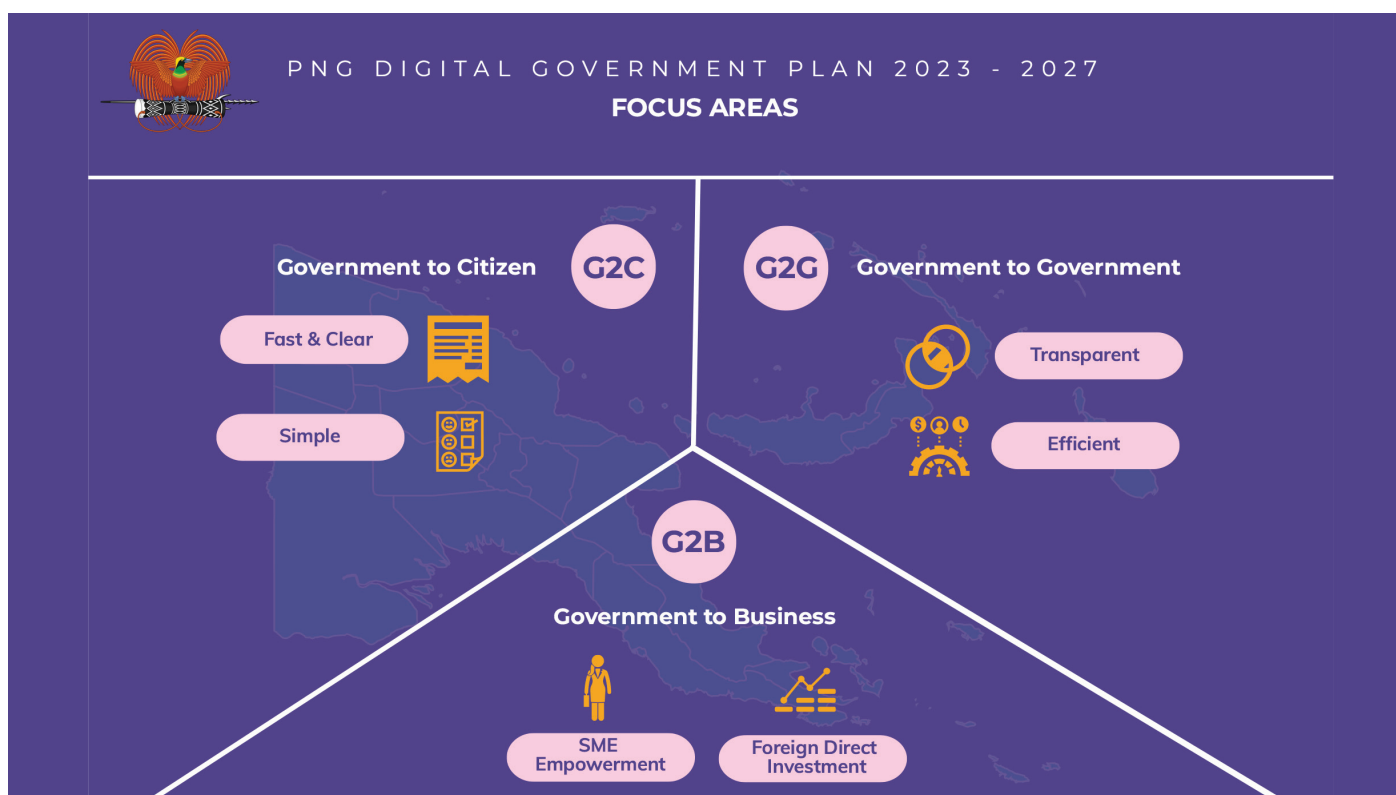 PNG DIGITAL GOVERNMENT PLAN 2023 - 2027
FOCUS AREAS
Government to Citizen
G2C
Fast & Clear
Simple
G2G
Government to Government
Transparent
Efficient
G2B
Government to Business
SME
Empowerment
Foreign Direct
Investment